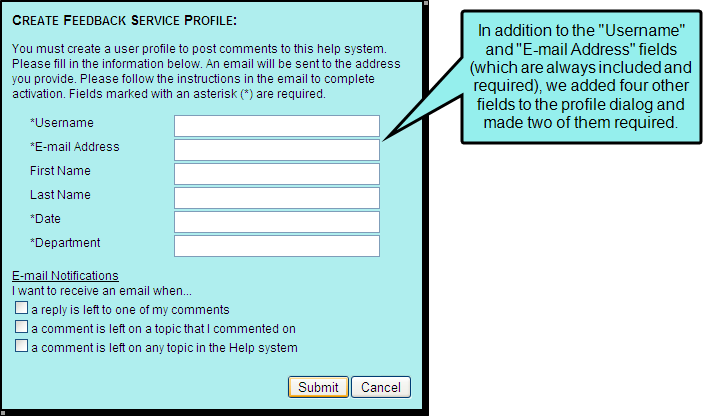 CREATE FEEDBACK SERVICE PROFILE:
You must create a user profile to post comments to this help system.
Please fill in the information below. An email will be sent to the address
you provide. Please follow the instructions in the email to complete
activation. Fields marked with an asterisk (*) are required.
*Username
*E-mail Address
First Name
Last Name
*Date
*Department
E-mail Notifications
I want to receive an email when...
a reply is left to one of my comments
a comment is left on a topic that I commented on
a comment is left on any topic in the Help system
Submit Cancel
In addition to the "Username"
and "E-mail Address" fields
(which are always included and
required), we added four other
fields to the profile dialog and
made two of them required.